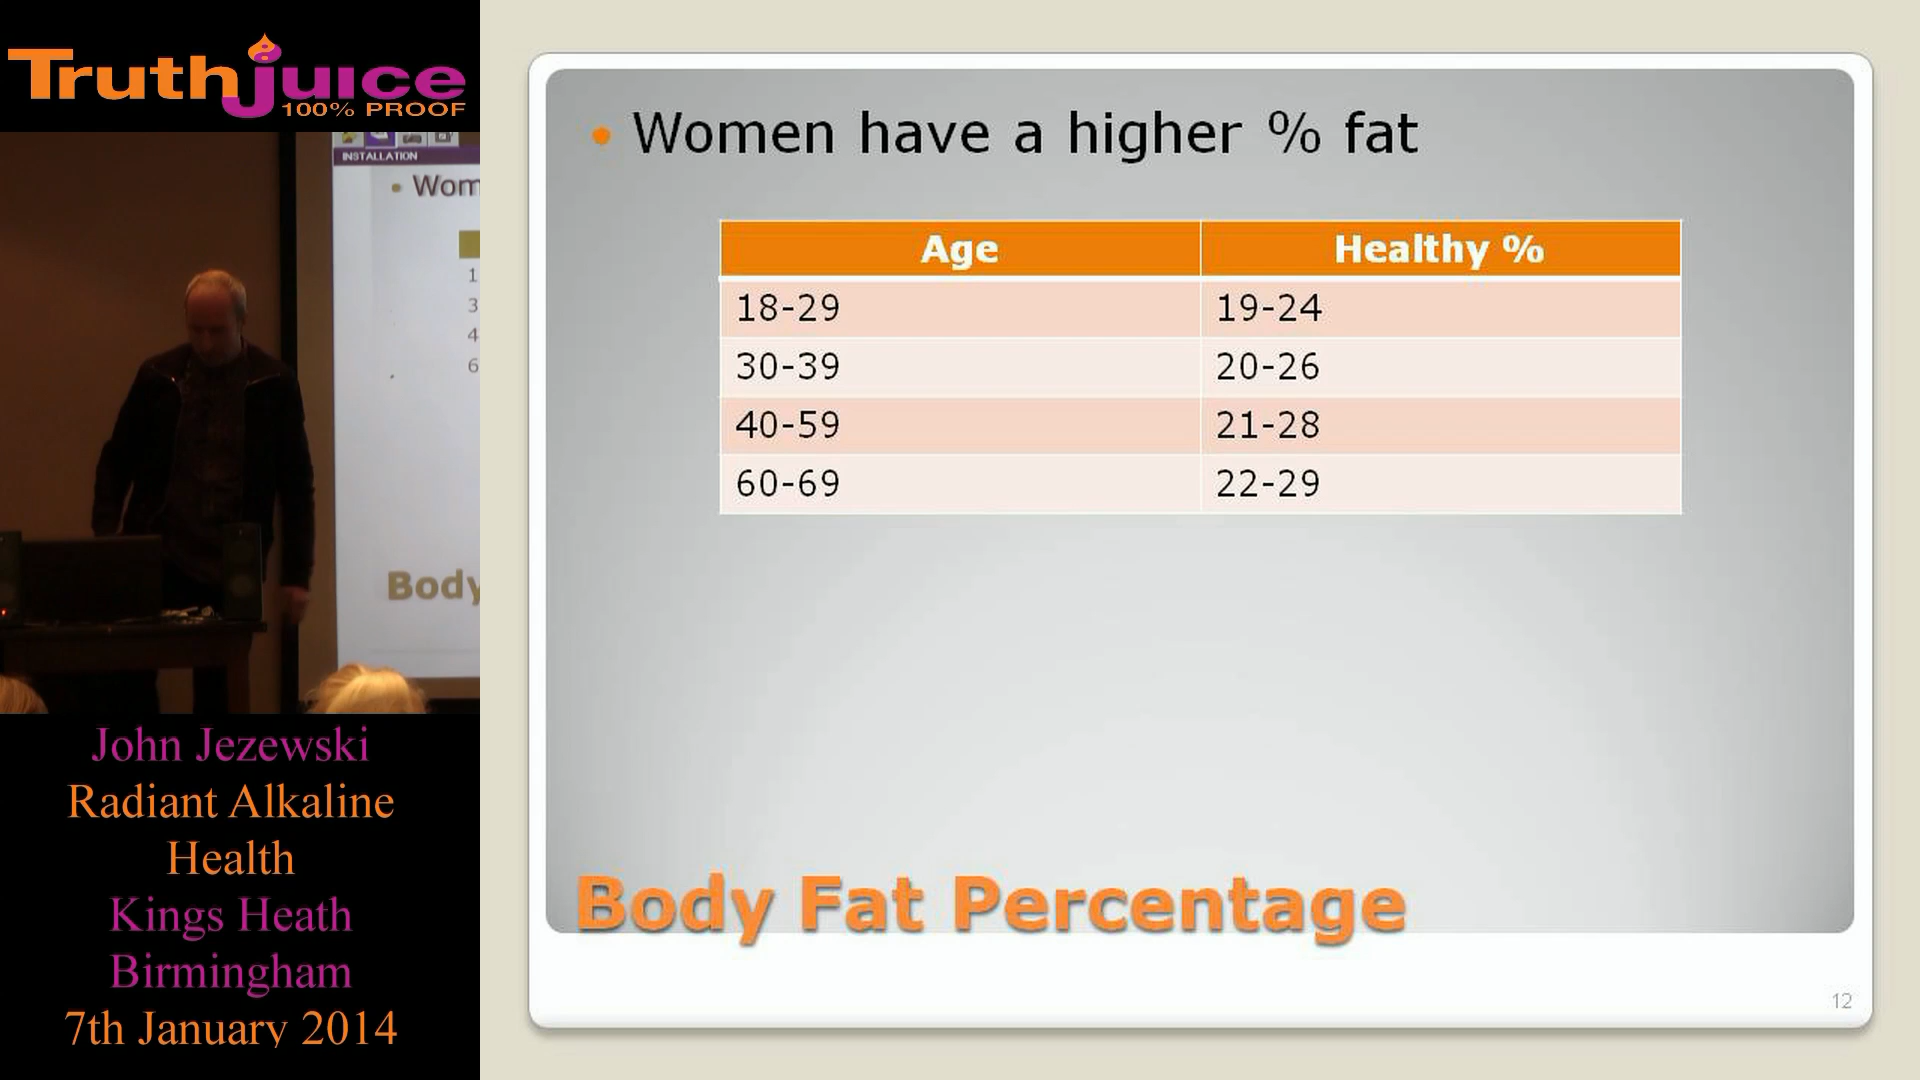 Truthjuice
100% PROOF
INSTALLATION
• Wom
1
3
4
6
Body
John Jezewski
Radiant Alkaline
Health
Kings Heath
Birmingham
7th January 2014
• Women have a higher % fat
Age Healthy %
18-29 19-24
30-39 20-26
40-59 21-28
60-69 22-29
Body Fat Percentage
12